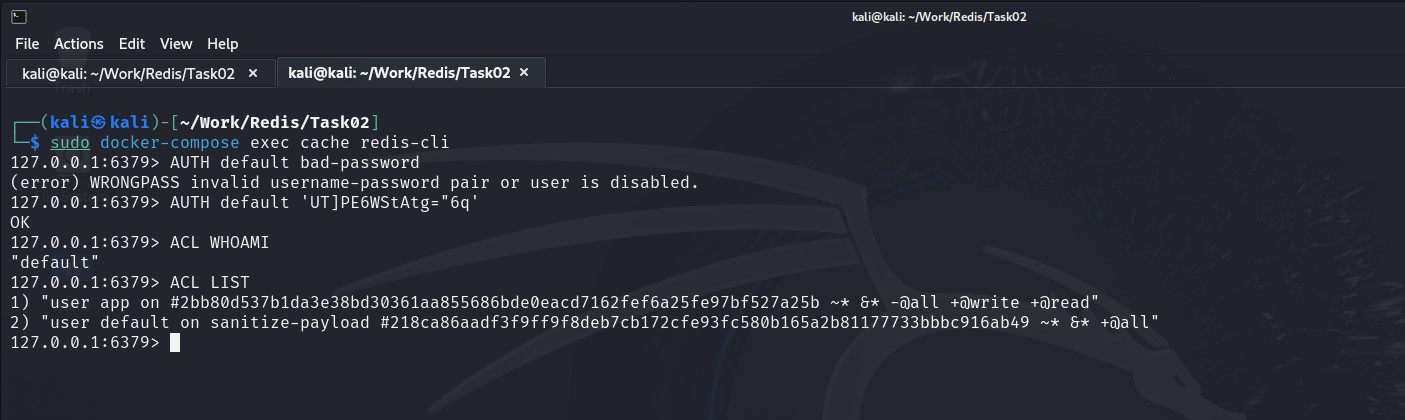 kali@kali: ~/Work/Redis/Task02
File Actions Edit View Help
kali@kali: ~/Work/Redis/Task02 × kali@kali: ~/Work/Redis/Task02 ×
┌──(kali㉿kali)-[~/Work/Redis/Task02]
└─$ sudo docker-compose exec cache redis-cli
127.0.0.1:6379> AUTH default bad-password
(error) WRONGPASS invalid username-password pair or user is disabled.
127.0.0.1:6379> AUTH default 'UT]PE6WStAtg="6q'
OK
127.0.0.1:6379> ACL WHOAMI
"default"
127.0.0.1:6379> ACL LIST
1) "user app on #2bb80d537b1da3e38bd30361aa855686bde0eacd7162fef6a25fe97bf527a25b ~* &* -@all +@write +@read"
2) "user default on sanitize-payload #218ca86aadf3f9ff9f8deb7cb172cfe93fc580b165a2b81177733bbbc916ab49 ~* &* +@all"
127.0.0.1:6379>